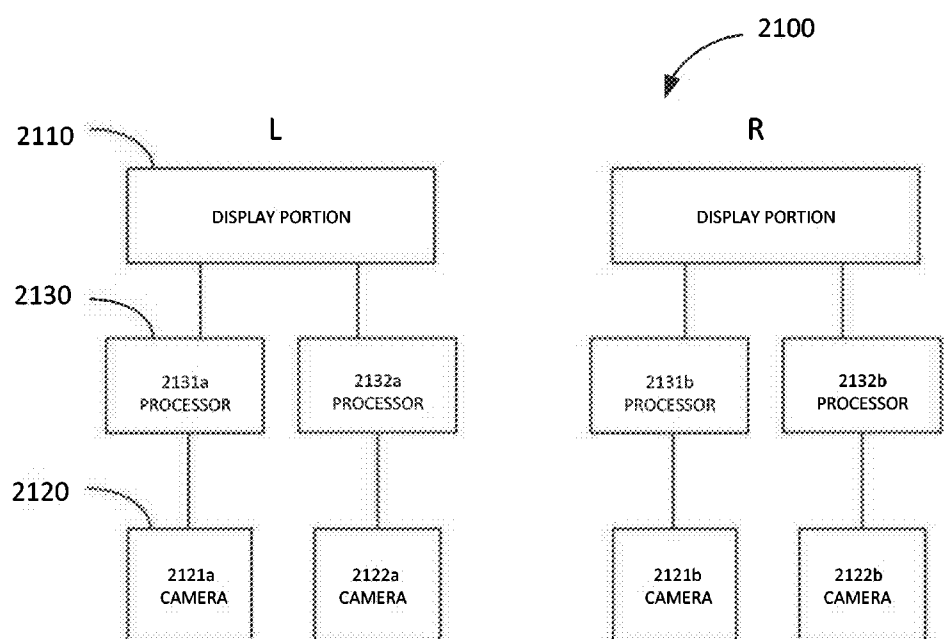 2100
2110
L
R
DISPLAY PORTION
DISPLAY PORTION
2130
2131a
PROCESSOR
2132a
PROCESSOR
2131b
PROCESSOR
2132b
PROCESSOR
2120
2121a
CAMERA
2122a
CAMERA
2121b
CAMERA
2122b
CAMERA